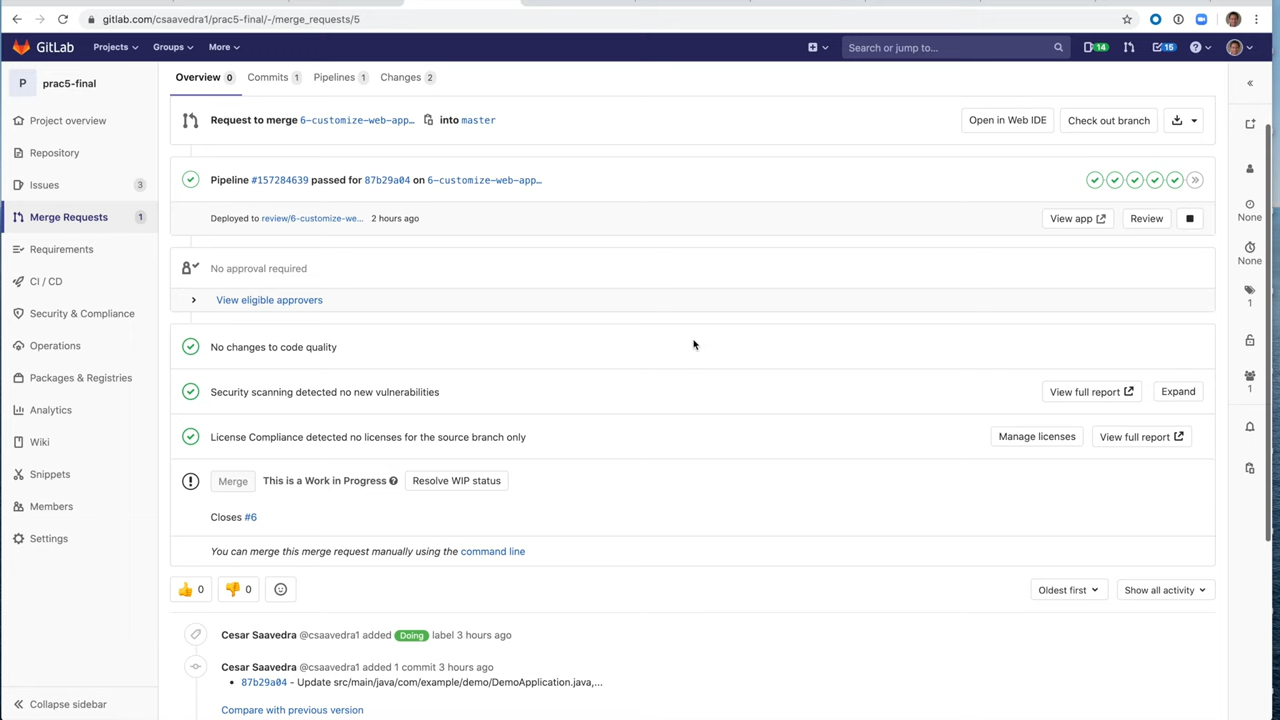 gitlab.com/csaavedra1/prac5-final/-/merge_requests/5
GitLab Projects Groups More Search or jump to... 14 15
P prac5-final
Project overview
Repository
Issues 3
Merge Requests 1
Requirements
CI / CD
Security & Compliance
Operations
Packages & Registries
Analytics
Wiki
Snippets
Members
Settings
Collapse sidebar
Overview 0 Commits 1 Pipelines 1 Changes 2
Request to merge 6-customize-web-app... into master Open in Web IDE Check out branch
Pipeline #157284639 passed for 87b29a04 on 6-customize-web-app...
Deployed to review/6-customize-we... 2 hours ago View app Review
No approval required
View eligible approvers
No changes to code quality
Security scanning detected no new vulnerabilities View full report Expand
License Compliance detected no licenses for the source branch only Manage licenses View full report
Merge This is a Work in Progress Resolve WIP status
Closes #6
You can merge this merge request manually using the command line
0 0 Oldest first Show all activity
Cesar Saavedra @csaavedra1 added Doing label 3 hours ago
Cesar Saavedra @csaavedra1 added 1 commit 3 hours ago
87b29a04 - Update src/main/java/com/example/demo/DemoApplication.java,...
Compare with previous version
None
None
1
1